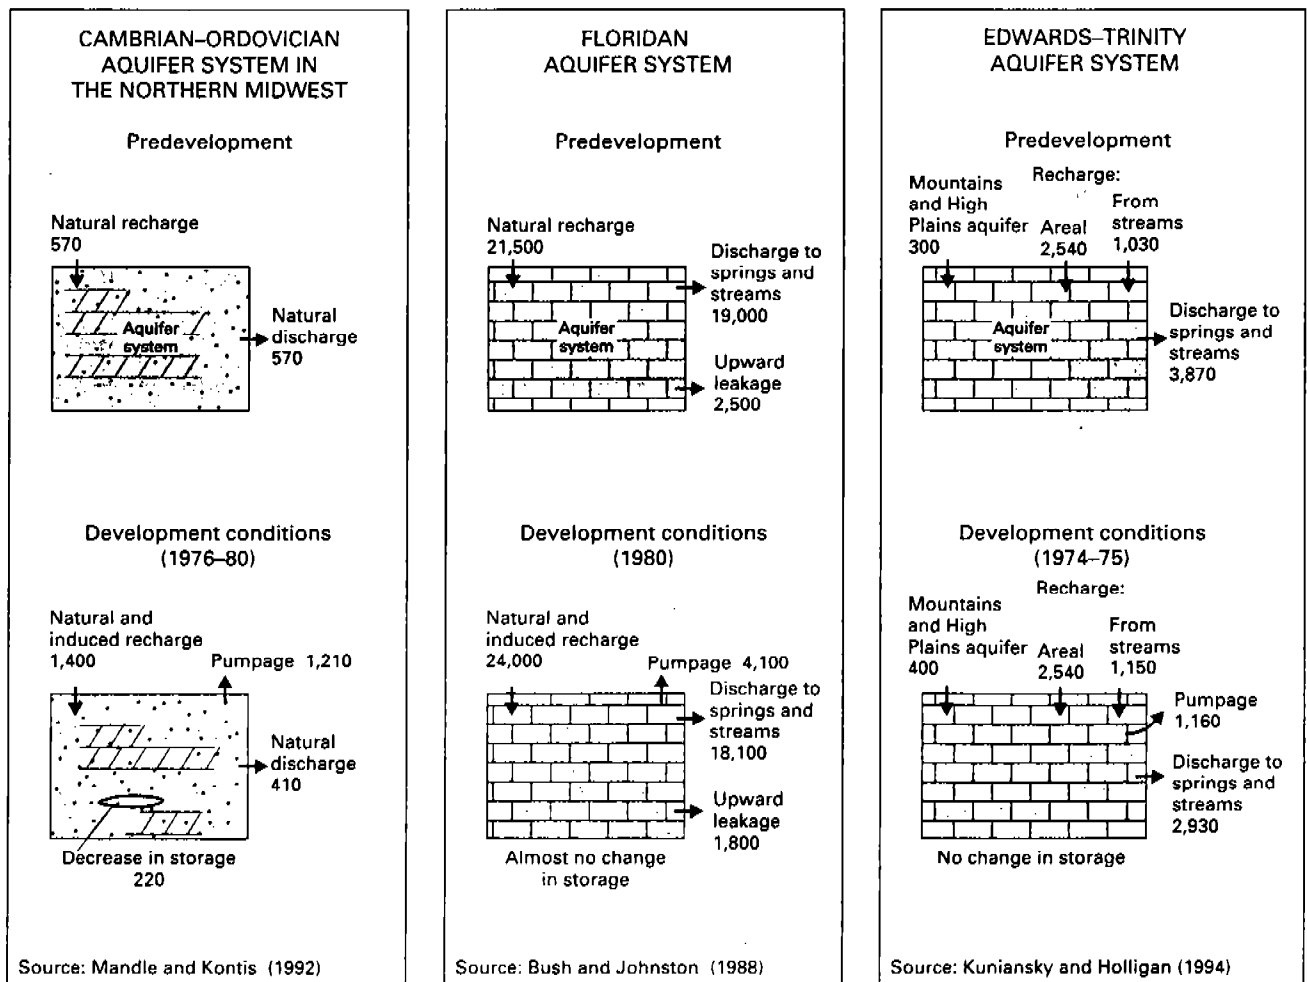 CAMBRIAN–ORDOVICIAN
AQUIFER SYSTEM IN
THE NORTHERN MIDWEST
Predevelopment
Natural recharge
570
Aquifer
system
Natural
discharge
570
Development conditions
(1976–80)
Natural and
induced recharge
1,400
Pumpage 1,210
Natural
discharge
410
Decrease in storage
220
Source: Mandle and Kontis (1992)
FLORIDAN
AQUIFER SYSTEM
Predevelopment
Natural recharge
21,500
Discharge to
springs and
streams
19,000
Aquifer
system
Upward
leakage
2,500
Development conditions
(1980)
Natural and
induced recharge
24,000
Pumpage 4,100
Discharge to
springs and
streams
18,100
Upward
leakage
1,800
Almost no change
in storage
Source: Bush and Johnston (1988)
EDWARDS–TRINITY
AQUIFER SYSTEM
Predevelopment
Recharge:
Mountains
and High
Plains aquifer
300
Areal
2,540
From
streams
1,030
Aquifer
system
Discharge to
springs and
streams
3,870
Development conditions
(1974–75)
Recharge:
Mountains
and High
Plains aquifer
400
Areal
2,540
From
streams
1,150
Pumpage
1,160
Discharge to
springs and
streams
2,930
No change in storage
Source: Kuniansky and Holligan (1994)